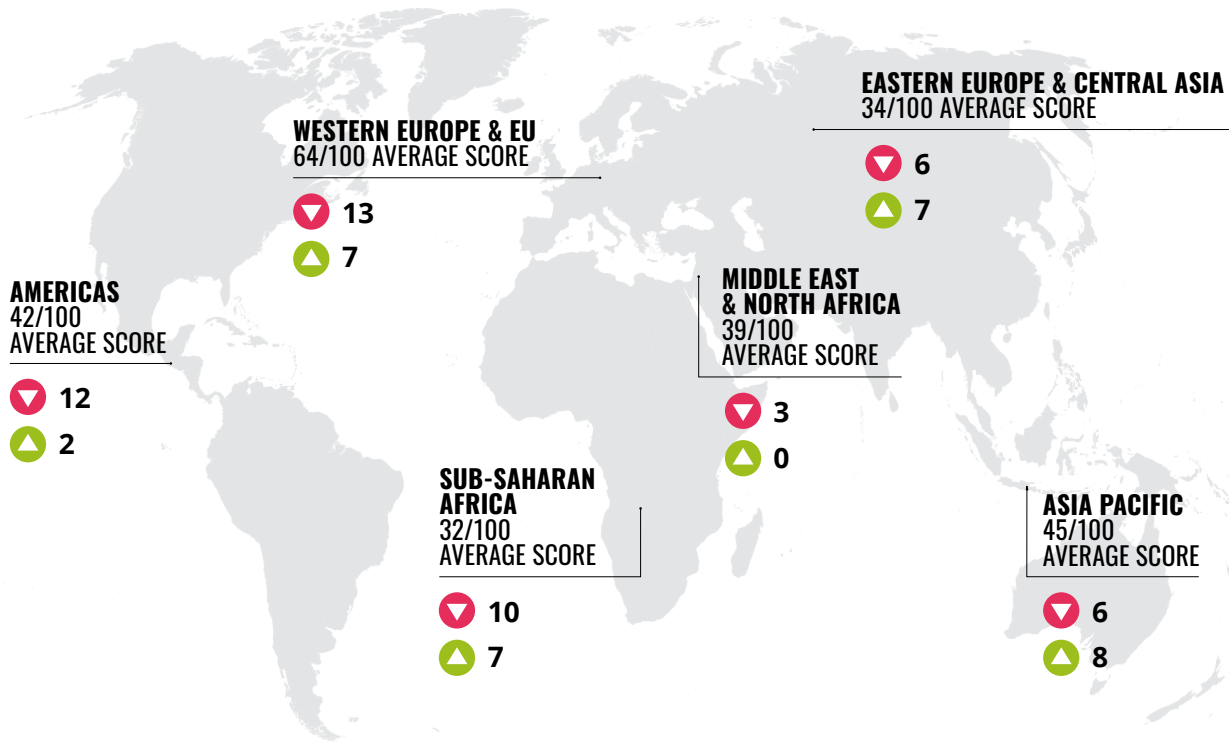 EASTERN EUROPE & CENTRAL ASIA
34/100 AVERAGE SCORE
6
7
WESTERN EUROPE & EU
64/100 AVERAGE SCORE
13
7
MIDDLE EAST
& NORTH AFRICA
39/100
AVERAGE SCORE
3
0
AMERICAS
42/100
AVERAGE SCORE
12
2
SUB-SAHARAN
AFRICA
32/100
AVERAGE SCORE
10
7
ASIA PACIFIC
45/100
AVERAGE SCORE
6
8